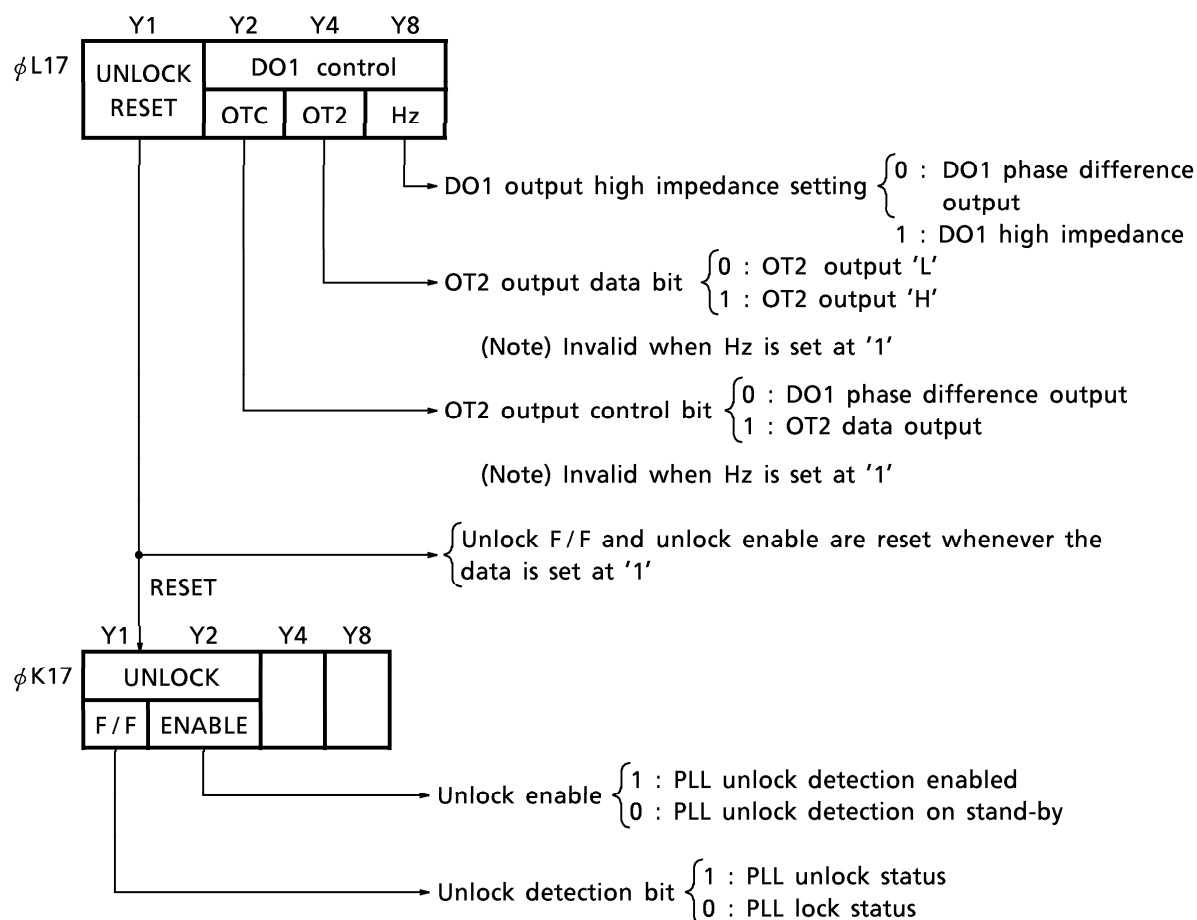 Y1 Y2 Y4 Y8
ϕL17 UNLOCK RESET DO1 control
OTC OT2 Hz
DO1 output high impedance setting 0 : DO1 phase difference output
1 : DO1 high impedance
OT2 output data bit 0 : OT2 output 'L'
1 : OT2 output 'H'
(Note) Invalid when Hz is set at '1'
OT2 output control bit 0 : DO1 phase difference output
1 : OT2 data output
(Note) Invalid when Hz is set at '1'
Unlock F/F and unlock enable are reset whenever the
data is set at '1'
RESET
Y1 Y2 Y4 Y8
ϕK17 UNLOCK
F/F ENABLE
Unlock enable 1 : PLL unlock detection enabled
0 : PLL unlock detection on stand-by
Unlock detection bit 1 : PLL unlock status
0 : PLL lock status